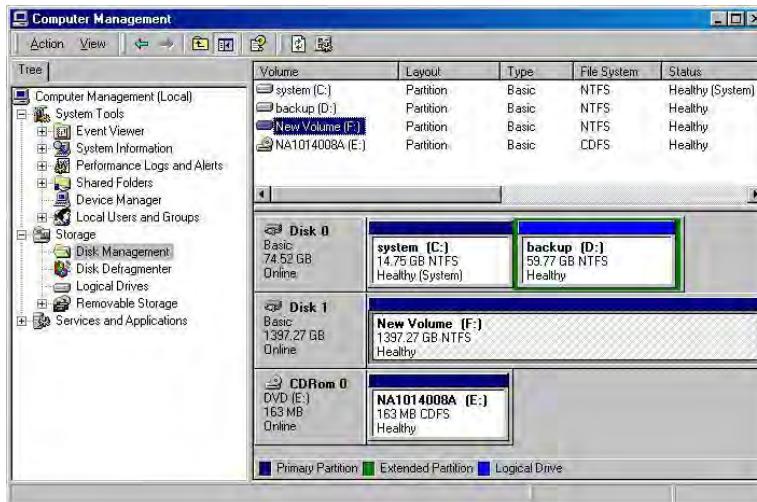 Computer Management
Action View
Tree
Computer Management (Local)
System Tools
Event Viewer
System Information
Performance Logs and Alerts
Shared Folders
Device Manager
Local Users and Groups
Storage
Disk Management
Disk Defragmenter
Logical Drives
Removable Storage
Services and Applications
Volume Layout Type File System Status
system (C:) Partition Basic NTFS Healthy (System)
backup (D:) Partition Basic NTFS Healthy
New Volume (F:) Partition Basic NTFS Healthy
NA1014008A (E:) Partition Basic CDFS Healthy
Disk 0
Basic
74.52 GB
Online
system (C:)
14.75 GB NTFS
Healthy (System)
backup (D:)
59.77 GB NTFS
Healthy
Disk 1
Basic
1397.27 GB
Online
New Volume (F:)
1397.27 GB NTFS
Healthy
CDRom 0
DVD (E:)
163 MB
Online
NA1014008A (E:)
163 MB CDFS
Healthy
Primary Partition Extended Partition Logical Drive